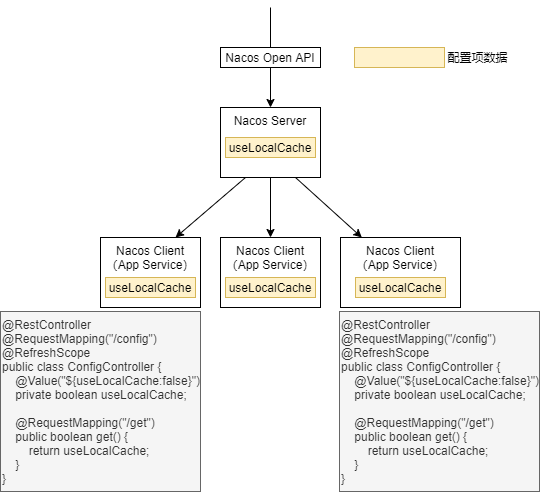 Nacos Open API
配置项数据
Nacos Server
useLocalCache
Nacos Client
（App Service）
useLocalCache
Nacos Client
（App Service）
useLocalCache
Nacos Client
（App Service）
useLocalCache
@RestController
@RequestMapping("/config")
@RefreshScope
public class ConfigController {
    @Value("${useLocalCache:false}")
    private boolean useLocalCache;

    @RequestMapping("/get")
    public boolean get() {
        return useLocalCache;
    }
}
@RestController
@RequestMapping("/config")
@RefreshScope
public class ConfigController {
    @Value("${useLocalCache:false}")
    private boolean useLocalCache;

    @RequestMapping("/get")
    public boolean get() {
        return useLocalCache;
    }
}